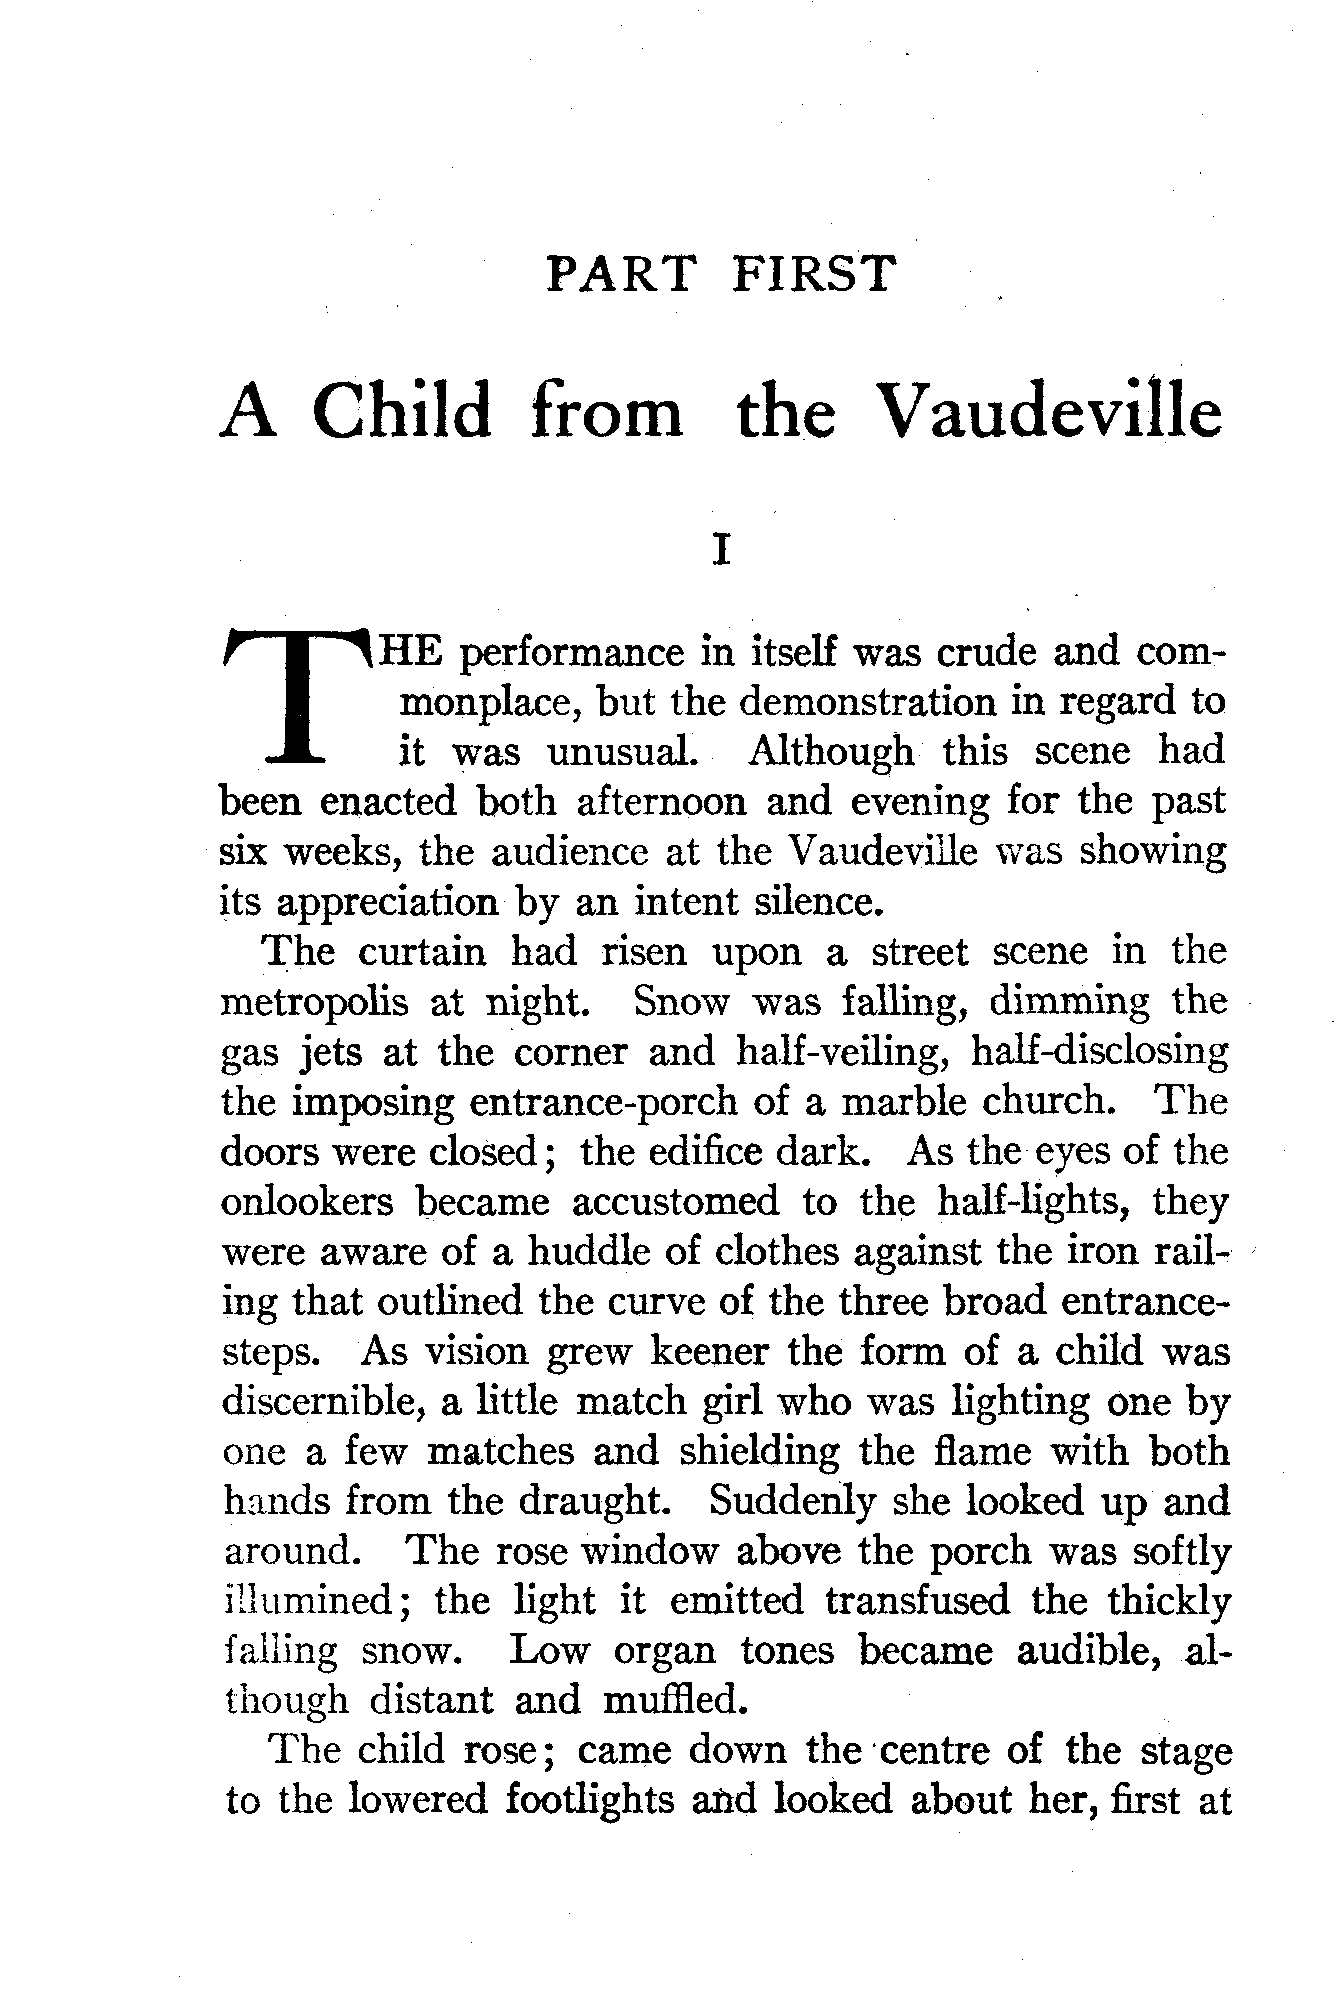 PART FIRST
A Child from the Vaudeville
I
THE performance in itself was crude and com-
monplace, but the demonstration in regard to
it was unusual. Although this scene had
been enacted both afternoon and evening for the past
six weeks, the audience at the Vaudeville was showing
its appreciation by an intent silence.
The curtain had risen upon a street scene in the
metropolis at night. Snow was falling, dimming the
gas jets at the corner and half-veiling, half-disclosing
the imposing entrance-porch of a marble church. The
doors were closed; the edifice dark. As the eyes of the
onlookers became accustomed to the half-lights, they
were aware of a huddle of clothes against the iron rail-
ing that outlined the curve of the three broad entrance-
steps. As vision grew keener the form of a child was
discernible, a little match girl who was lighting one by
one a few matches and shielding the flame with both
hands from the draught. Suddenly she looked up and
around. The rose window above the porch was softly
illumined; the light it emitted transfused the thickly
falling snow. Low organ tones became audible, al-
though distant and muffled.
The child rose; came down the centre of the stage
to the lowered footlights and looked about her, first at